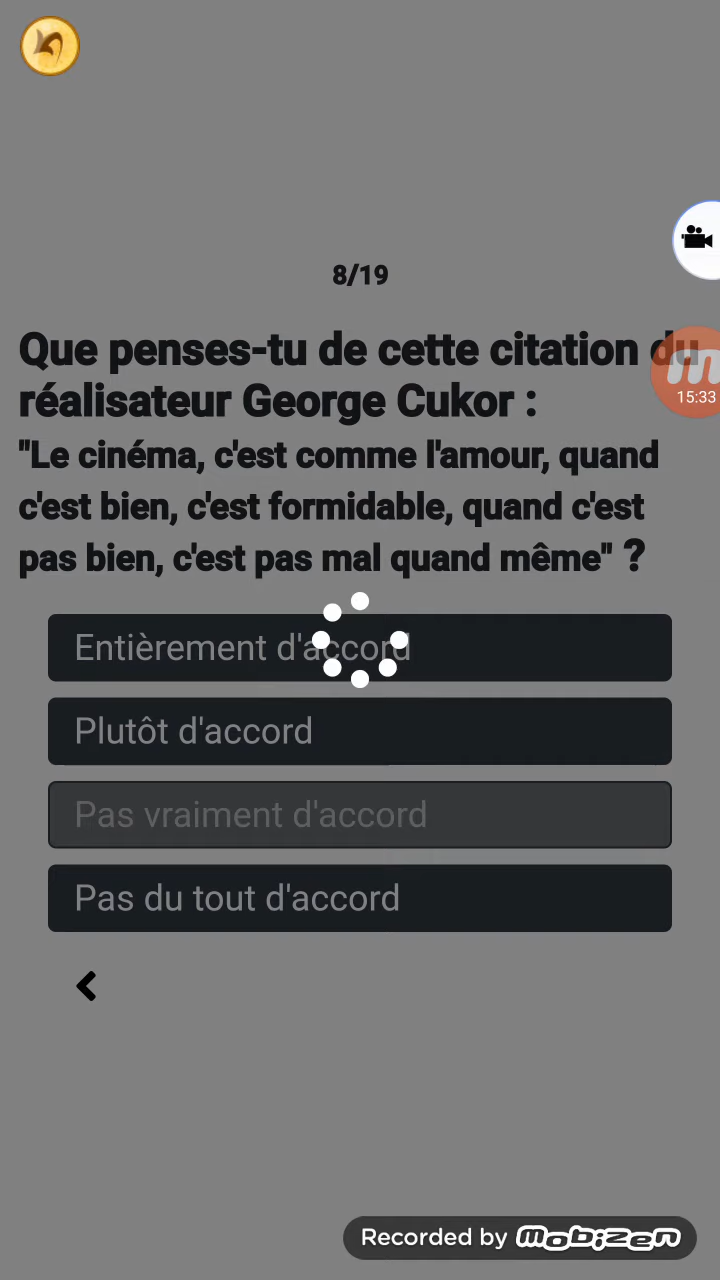 8/19
Que penses-tu de cette citation du
réalisateur George Cukor :
"Le cinéma, c'est comme l'amour, quand
c'est bien, c'est formidable, quand c'est
pas bien, c'est pas mal quand même" ?
15:33
Entièrement d'accord
Plutôt d'accord
Pas vraiment d'accord
Pas du tout d'accord
Recorded by mobizen